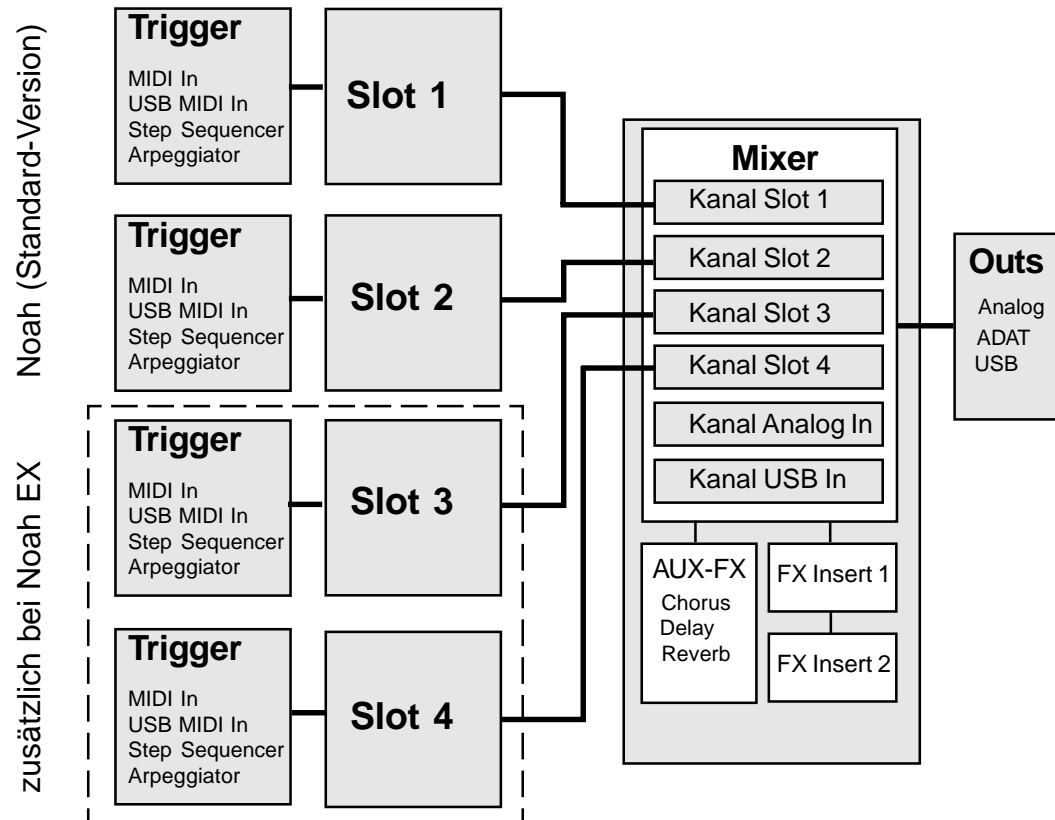 Noah (Standard-Version)
Trigger
MIDI In
USB MIDI In
Step Sequencer
Arpeggiator
Slot 1
Trigger
MIDI In
USB MIDI In
Step Sequencer
Arpeggiator
Slot 2
zusätzlich bei Noah EX
Trigger
MIDI In
USB MIDI In
Step Sequencer
Arpeggiator
Slot 3
Trigger
MIDI In
USB MIDI In
Step Sequencer
Arpeggiator
Slot 4
Mixer
Kanal Slot 1
Kanal Slot 2
Kanal Slot 3
Kanal Slot 4
Kanal Analog In
Kanal USB In
AUX-FX
Chorus
Delay
Reverb
FX Insert 1
FX Insert 2
Outs
Analog
ADAT
USB